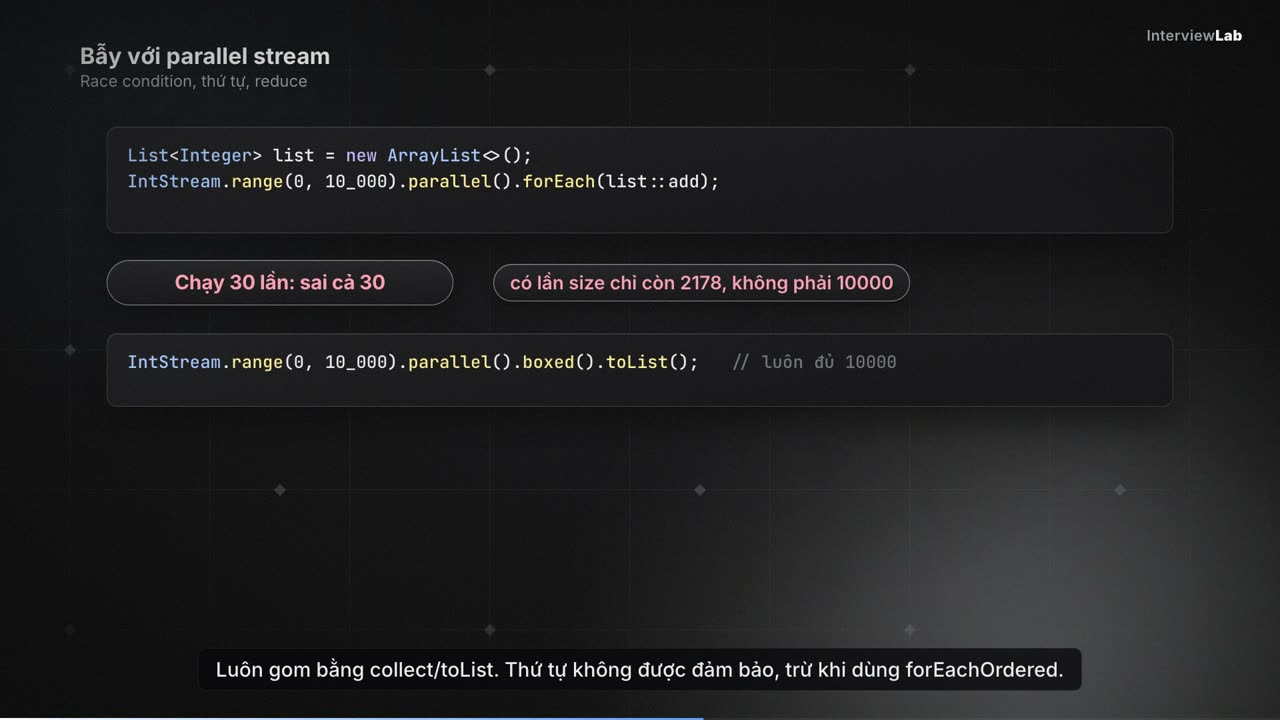 InterviewLab
Bẫy với parallel stream
Race condition, thứ tự, reduce
List<Integer> list = new ArrayList<>();
IntStream.range(0, 10_000).parallel().forEach(list::add);
Chạy 30 lần: sai cả 30
có lần size chỉ còn 2178, không phải 10000
IntStream.range(0, 10_000).parallel().boxed().toList();   // luôn đủ 10000
Luôn gom bằng collect/toList. Thứ tự không được đảm bảo, trừ khi dùng forEachOrdered.